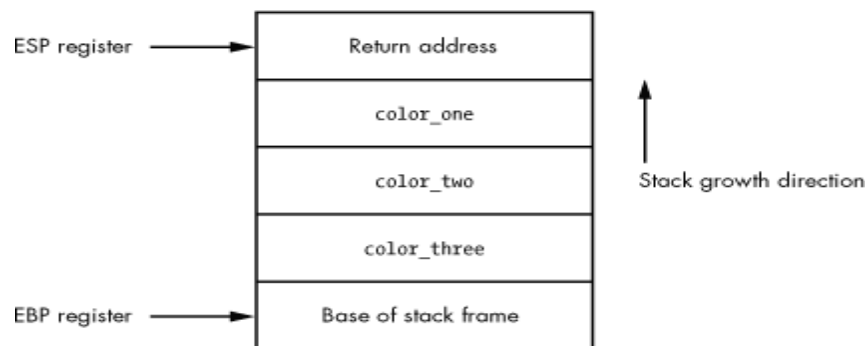 ESP register
Return address
color_one
color_two
Stack growth direction
color_three
EBP register
Base of stack frame